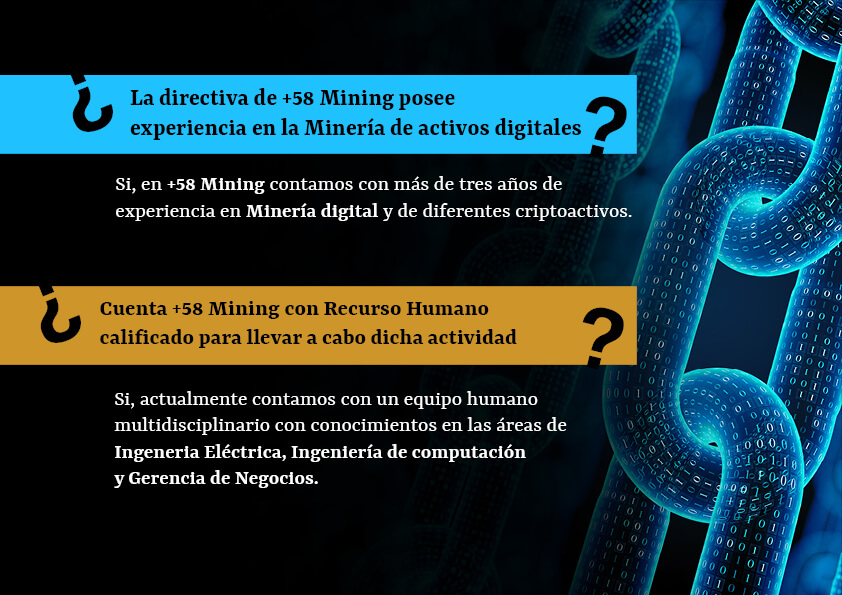 ¿La directiva de +58 Mining posee
experiencia en la Minería de activos digitales?
Si, en +58 Mining contamos con más de tres años de
experiencia en Minería digital y de diferentes criptoactivos.
¿Cuenta +58 Mining con Recurso Humano
calificado para llevar a cabo dicha actividad?
Si, actualmente contamos con un equipo humano
multidisciplinario con conocimientos en las áreas de
Ingeneria Eléctrica, Ingeniería de computación
y Gerencia de Negocios.